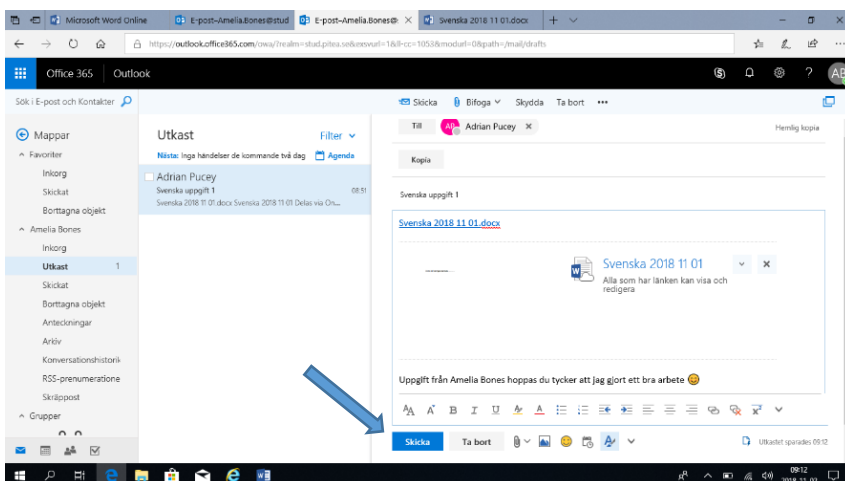 Microsoft Word Online
E-post–Amelia.Bones@stud
E-post–Amelia.Bones@
Svenska 2018 11 01.docx
https://outlook.office365.com/owa/?realm=stud.pitea.se&exsvurl=1&ll-cc=1053&modurl=0&path=/mail/drafts
Office 365
Outlook
AB
Sök i E-post och Kontakter
Skicka
Bifoga
Skydda
Ta bort
Mappar
Favoriter
Inkorg
Skickat
Borttagna objekt
Amelia Bones
Inkorg
Utkast 1
Skickat
Borttagna objekt
Anteckningar
Arkiv
Konversationshistorik
RSS-prenumeratione
Skräppost
Grupper
Utkast
Filter
Nästa: Inga händelser de kommande två dag
Agenda
Adrian Pucey
Svenska uppgift 1 08:51
Svenska 2018 11 01.docx Svenska 2018 11 01 Delas via On...
Till
AP
Adrian Pucey
Hemlig kopia
Kopia
Svenska uppgift 1
Svenska 2018 11 01.docx
Svenska 2018 11 01
Alla som har länken kan visa och
redigera
Uppgift från Amelia Bones hoppas du tycker att jag gjort ett bra arbete
Skicka
Ta bort
Utkastet sparades 09:12
09:12
2018-11-02